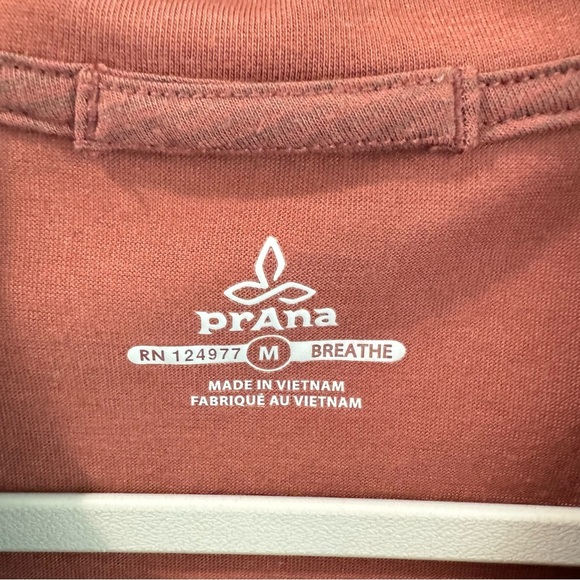 prAna
RN 124977 M BREATHE
MADE IN VIETNAM
FABRIQUÉ AU VIETNAM